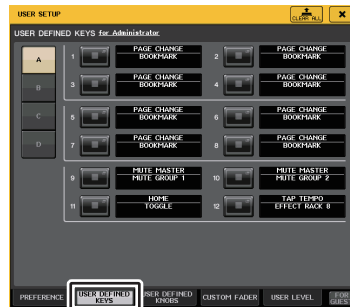 USER SETUP
CLEAR ALL
USER DEFINED KEYS for Administrator
A
B
C
D
1 PAGE CHANGE BOOKMARK
2 PAGE CHANGE BOOKMARK
3 PAGE CHANGE BOOKMARK
4 PAGE CHANGE BOOKMARK
5 PAGE CHANGE BOOKMARK
6 PAGE CHANGE BOOKMARK
7 PAGE CHANGE BOOKMARK
8 PAGE CHANGE BOOKMARK
9 MUTE MASTER MUTE GROUP 1
10 MUTE MASTER MUTE GROUP 2
11 HOME TOGGLE
12 TAP TEMPO EFFECT RACK 8
PREFERENCE
USER DEFINED KEYS
USER DEFINED KNOBS
CUSTOM FADER
USER LEVEL
FOR